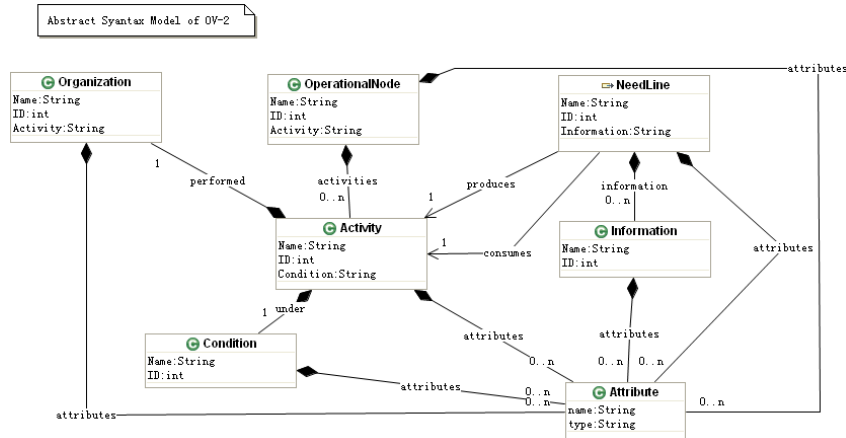 Abstract Syantax Model of OV-2
attributes
Organization
Name:String
ID:int
Activity:String
OperationalNode
Name:String
ID:int
Activity:String
NeedLine
Name:String
ID:int
Information:String
1
performed
activities
0..n
produces
1
information
0..n
Activity
Name:String
ID:int
Condition:String
1
consumes
Information
Name:String
ID:int
attributes
1
under
Condition
Name:String
ID:int
attributes
0..n
attributes
0..n
0..n
attributes
0..n
0..n
Attribute
name:String
type:String
0..n
attributes